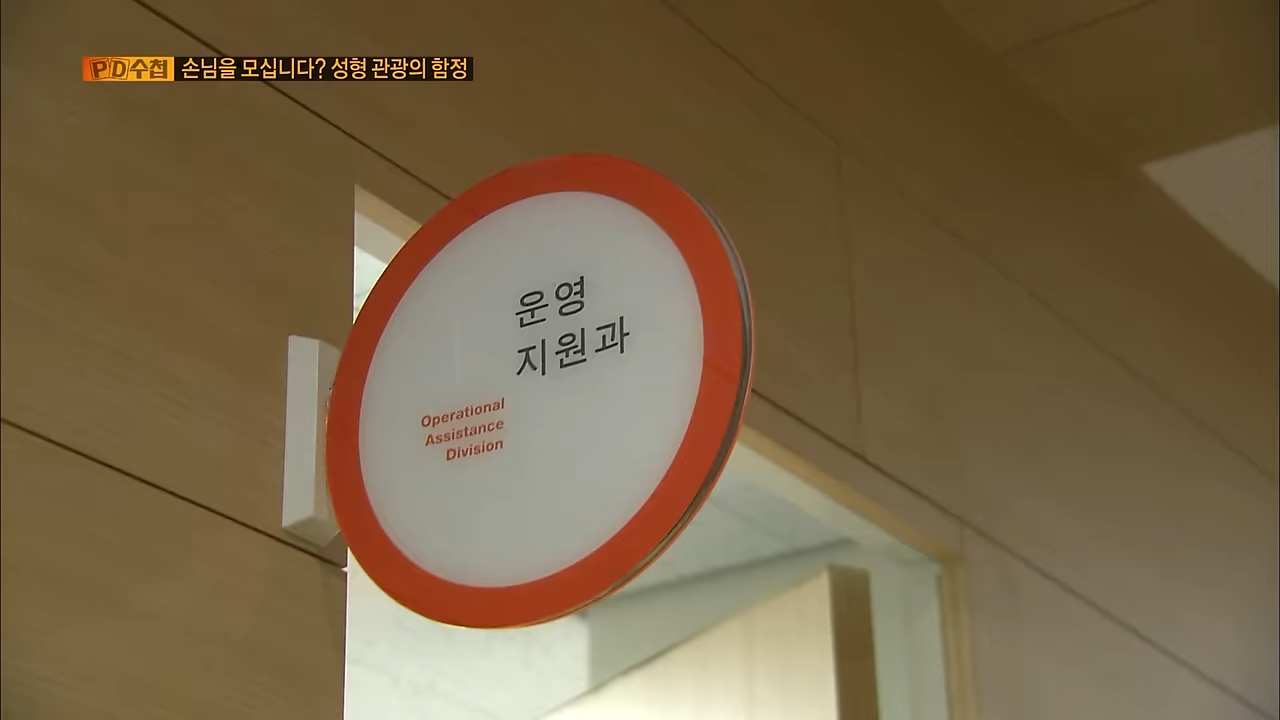 PD수첩 손님을 모십니다? 성형 관광의 함정
운영
지원과
Operational
Assistance
Division